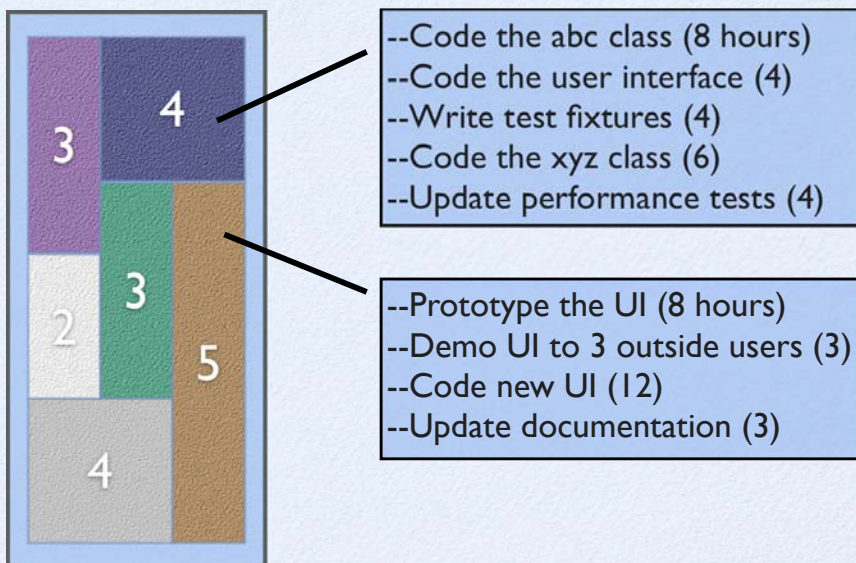 3
4
2
3
5
4
--Code the abc class (8 hours)
--Code the user interface (4)
--Write test fixtures (4)
--Code the xyz class (6)
--Update performance tests (4)
--Prototype the UI (8 hours)
--Demo UI to 3 outside users (3)
--Code new UI (12)
--Update documentation (3)